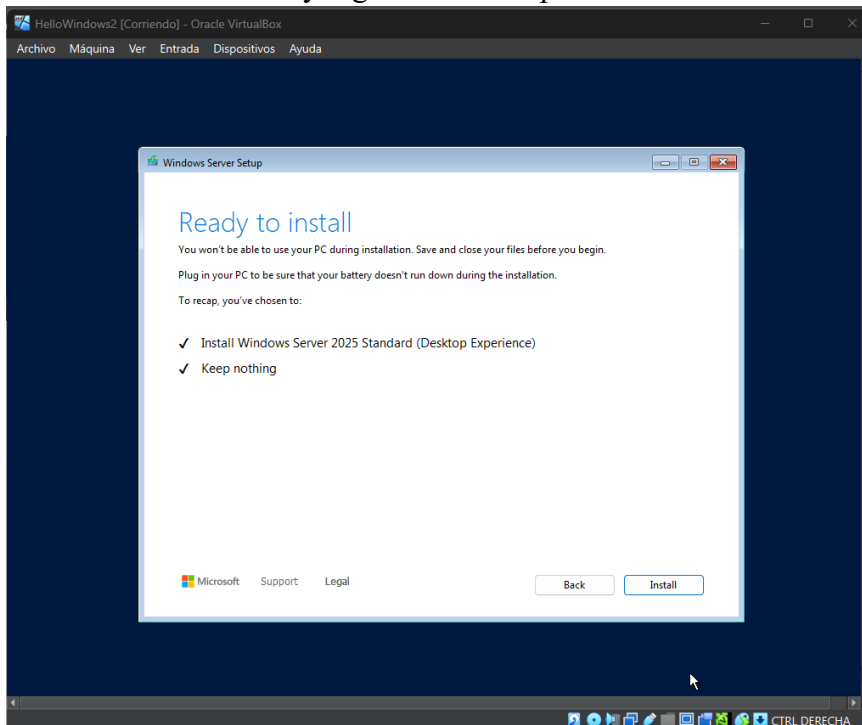 HelloWindows2 [Corriendo] - Oracle VirtualBox
Archivo Máquina Ver Entrada Dispositivos Ayuda
Windows Server Setup
Ready to install
You won't be able to use your PC during installation. Save and close your files before you begin.
Plug in your PC to be sure that your battery doesn't run down during the installation.
To recap, you've chosen to:
✓ Install Windows Server 2025 Standard (Desktop Experience)
✓ Keep nothing
Microsoft Support Legal
Back Install
CTRL DERECHA